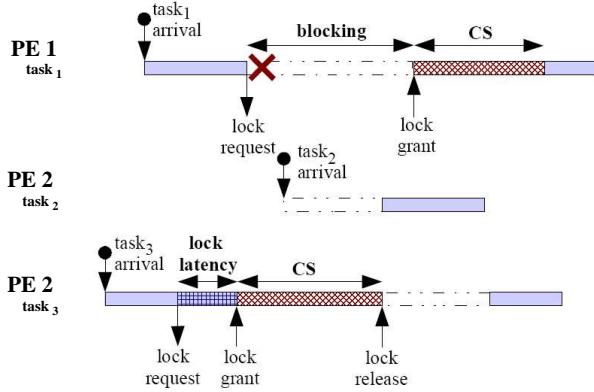 task1
arrival
blocking
CS
PE 1
task 1
lock
request
lock
grant
task2
arrival
PE 2
task 2
task3
arrival
lock
latency
CS
PE 2
task 3
lock
request
lock
grant
lock
release